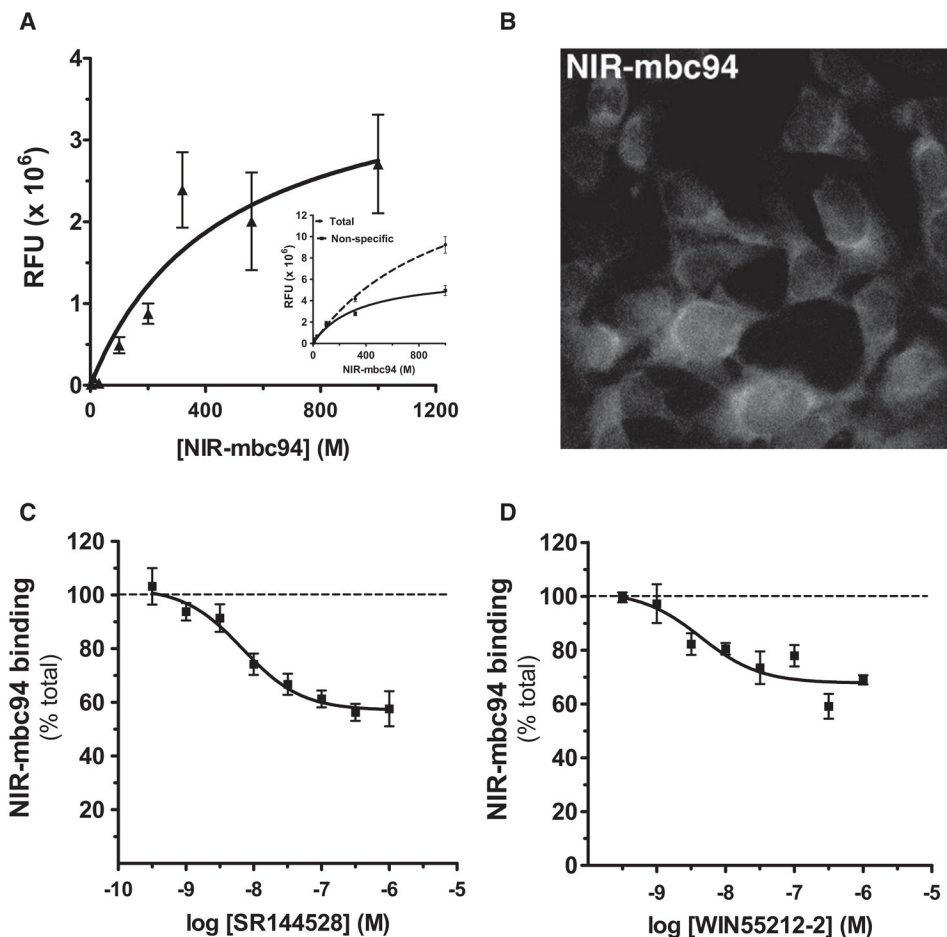 A
RFU (x 10⁶)
4
3
2
1
0
0 400 800 1200
[NIR-mbc94] (M)
RFU (x 10⁶)
12
10
8
6
4
2
0
Total
Non-specific
0 400 800
NIR-mbc94 (M)
B
NIR-mbc94
C
NIR-mbc94 binding
(% total)
120
100
80
60
40
20
-10 -9 -8 -7 -6 -5
log [SR144528] (M)
D
NIR-mbc94 binding
(% total)
120
100
80
60
40
20
0
-9 -8 -7 -6 -5
log [WIN55212-2] (M)